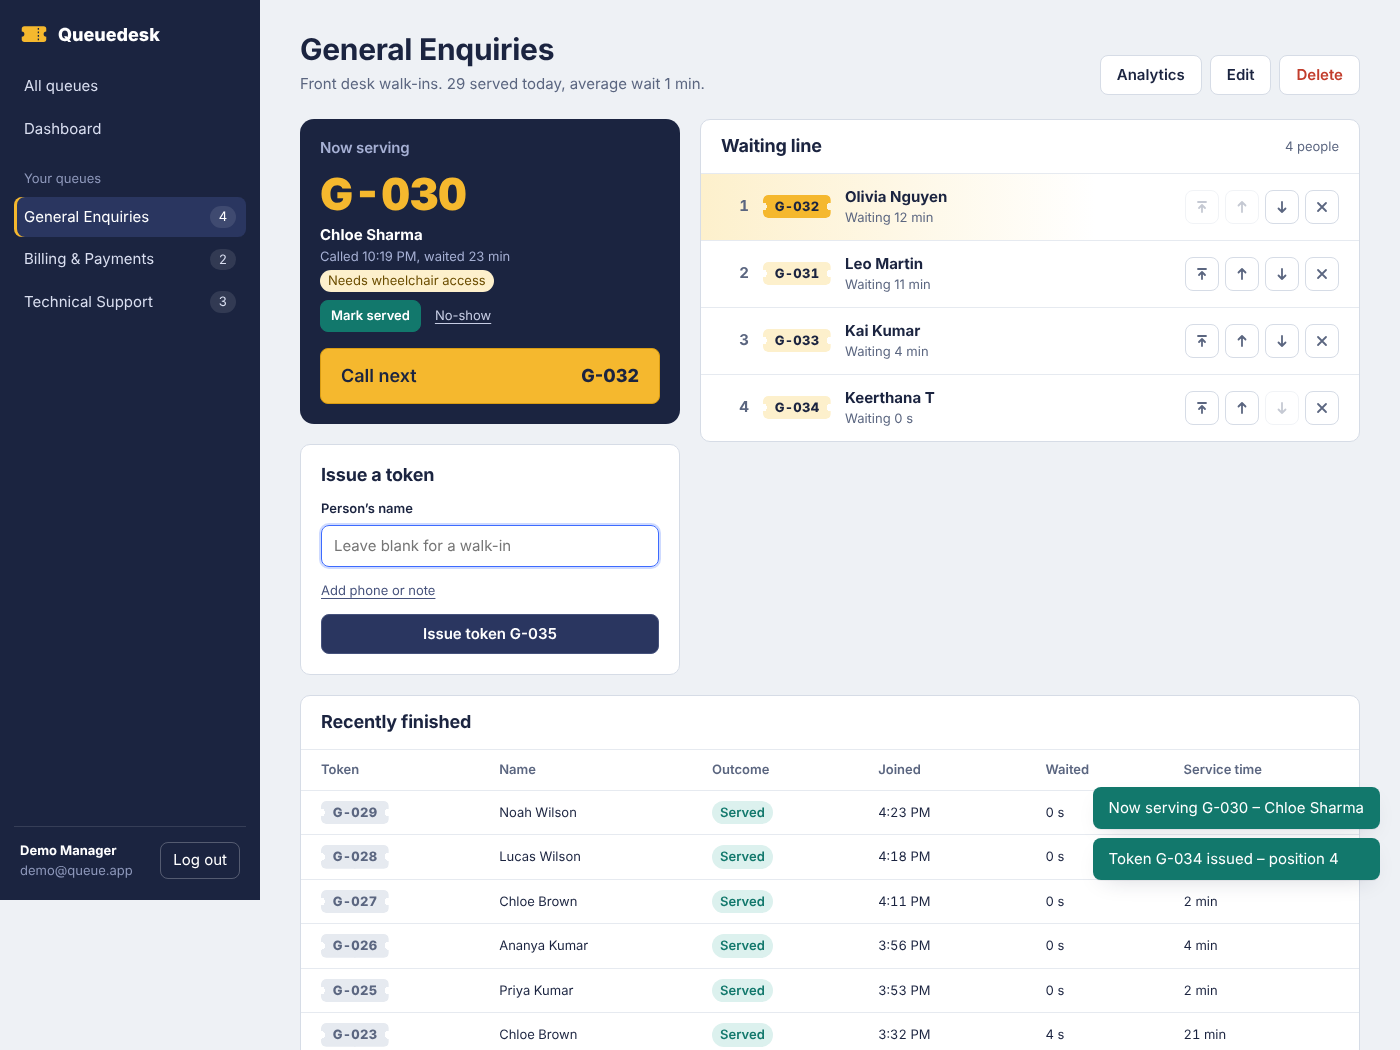 Queuedesk
All queues
Dashboard
Your queues
General Enquiries 4
Billing & Payments 2
Technical Support 3
Demo Manager
demo@queue.app
Log out
General Enquiries
Front desk walk-ins. 29 served today, average wait 1 min.
Analytics
Edit
Delete
Now serving
G-030
Chloe Sharma
Called 10:19 PM, waited 23 min
Needs wheelchair access
Mark served No-show
Call next G-032
Waiting line 4 people
1 G-032 Olivia Nguyen
Waiting 12 min
2 G-031 Leo Martin
Waiting 11 min
3 G-033 Kai Kumar
Waiting 4 min
4 G-034 Keerthana T
Waiting 0 s
Issue a token
Person’s name
Leave blank for a walk-in
Add phone or note
Issue token G-035
Recently finished
Token Name Outcome Joined Waited Service time
G-029 Noah Wilson Served 4:23 PM 0 s
G-028 Lucas Wilson Served 4:18 PM 0 s
G-027 Chloe Brown Served 4:11 PM 0 s 2 min
G-026 Ananya Kumar Served 3:56 PM 0 s 4 min
G-025 Priya Kumar Served 3:53 PM 0 s 2 min
G-023 Chloe Brown Served 3:32 PM 4 s 21 min
Now serving G-030 – Chloe Sharma
Token G-034 issued – position 4